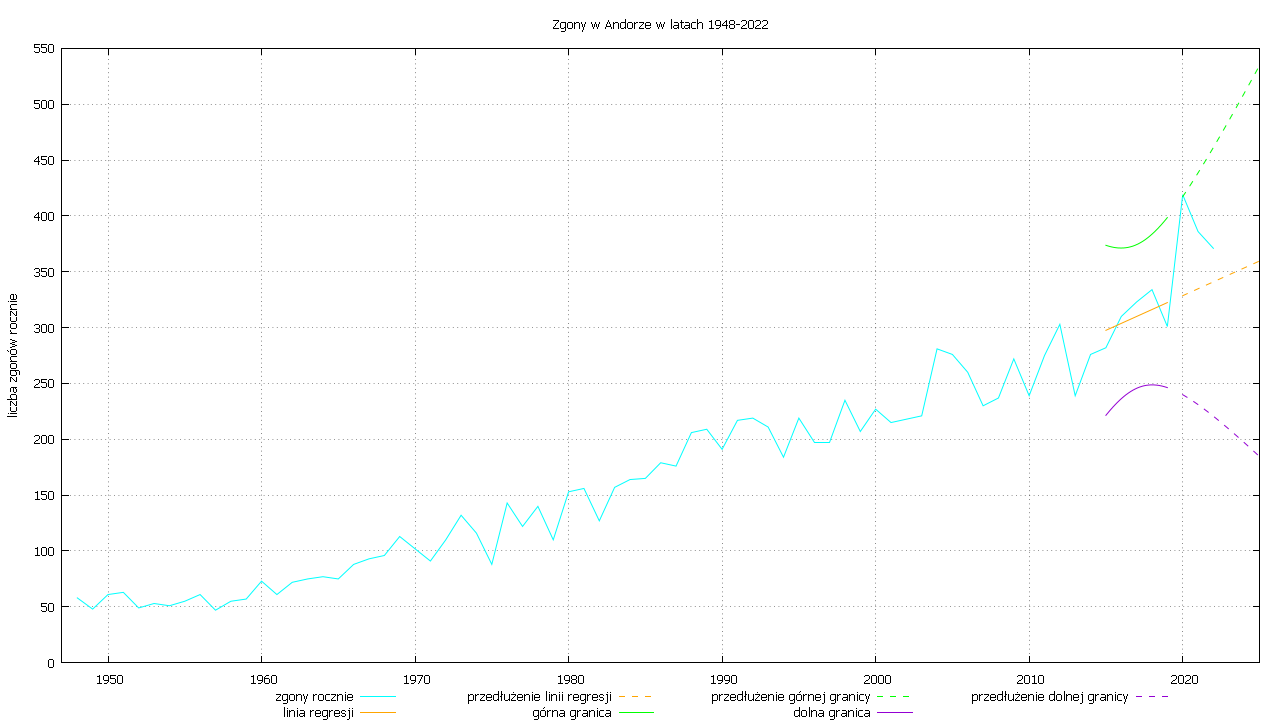 Zgony w Andorze w latach 1948-2022
550
500
450
400
350
300
250
200
150
100
50
0
liczba zgonów rocznie
1950 1960 1970 1980 1990 2000 2010 2020
zgony rocznie przedłużenie linii regresji przedłużenie górnej granicy przedłużenie dolnej granicy
linia regresji górna granica dolna granica